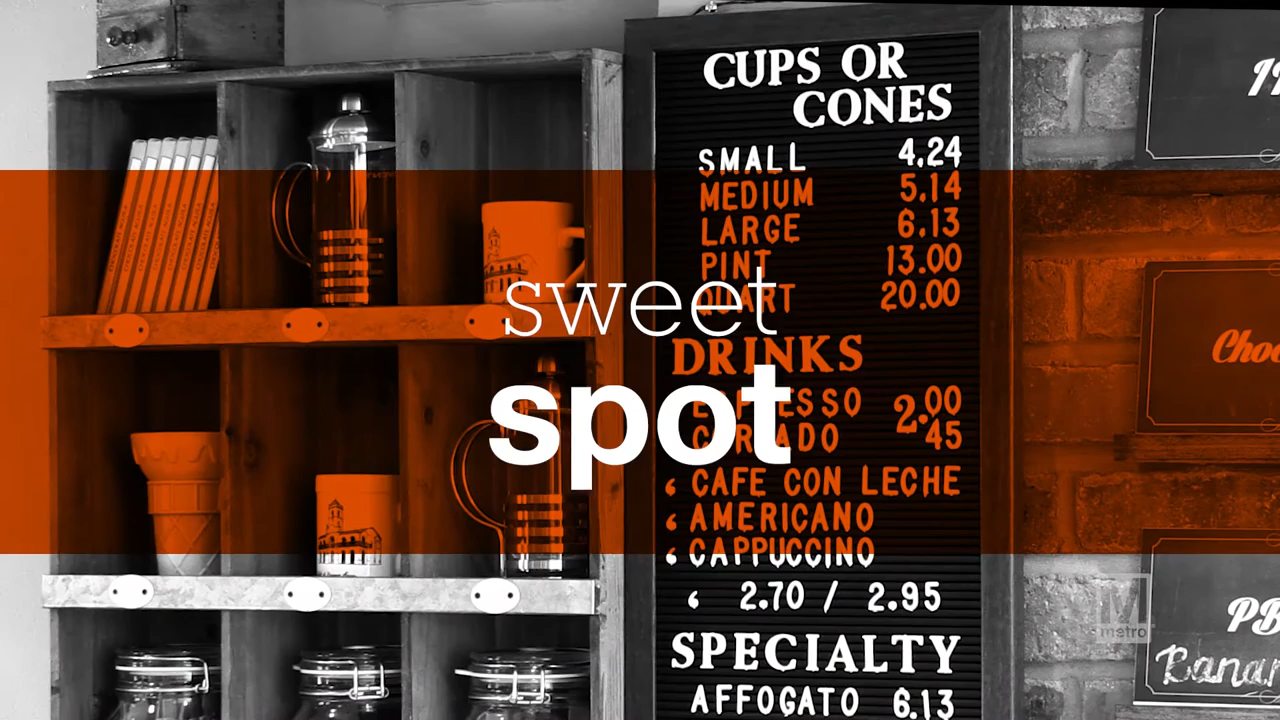 CUPS OR
CONES
SMALL 4.24
MEDIUM 5.14
LARGE 6.13
PINT 13.00
QUART 20.00
sweet
spot
DRINKS
ESPRESSO 2.00
CORTADO 45
CAFE CON LECHE
AMERICANO
CAPPUCCINO
2.70 / 2.95
SPECIALTY
AFFOGATO 6.13
PB
Banan
M
metro